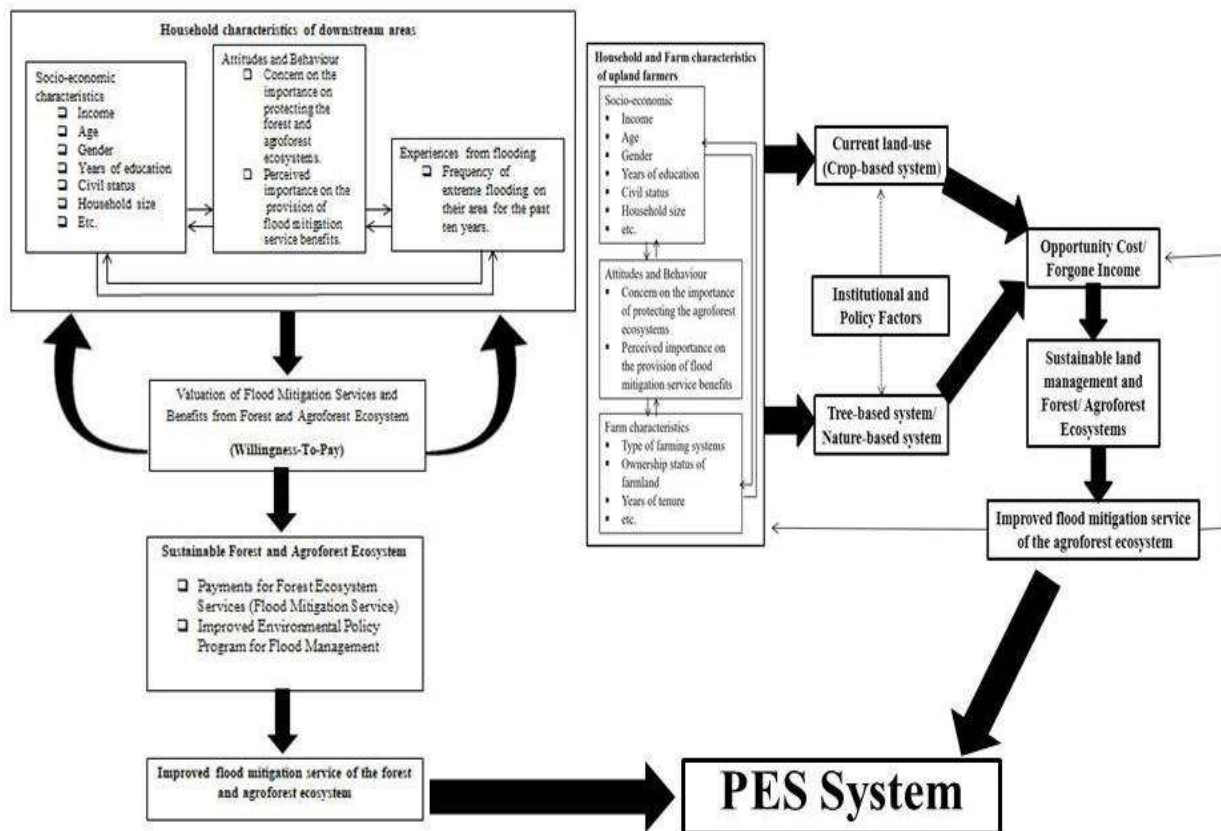 Household characteristics of downstream areas
Socio-economic
characteristics
❑ Income
❑ Age
❑ Gender
❑ Years of education
❑ Civil status
❑ Household size
❑ Etc.
Attitudes and Behaviour
❑ Concern on the
importance on
protecting the
forest and
agroforest
ecosystems.
❑ Perceived
importance on the
provision of
flood mitigation
service benefits.
Experiences from flooding
❑ Frequency of
extreme flooding on
their area for the past
ten years.
Valuation of Flood Mitigation Services and
Benefits from Forest and Agroforest Ecosystem
(Willingness-To-Pay)
Sustainable Forest and Agroforest Ecosystem
❑ Payments for Forest Ecosystem
Services (Flood Mitigation Service)
❑ Improved Environmental Policy
Program for Flood Management
Improved flood mitigation service of the forest
and agroforest ecosystem
Household and Farm characteristics
of upland farmers
Socio-economic
▪ Income
▪ Age
▪ Gender
▪ Years of education
▪ Civil status
▪ Household size
▪ etc.
Attitudes and Behaviour
▪ Concern on the importance
of protecting the agroforest
ecosystems
▪ Perceived importance on
the provision of flood
mitigation service benefits
Farm characteristics
▪ Type of farming systems
▪ Ownership status of
farmland
▪ Years of tenure
▪ etc.
Current land-use
(Crop-based system)
Institutional and
Policy Factors
Tree-based system/
Nature-based system
Opportunity Cost/
Forgone Income
Sustainable land
management and
Forest/ Agroforest
Ecosystems
Improved flood mitigation service
of the agroforest ecosystem
PES System